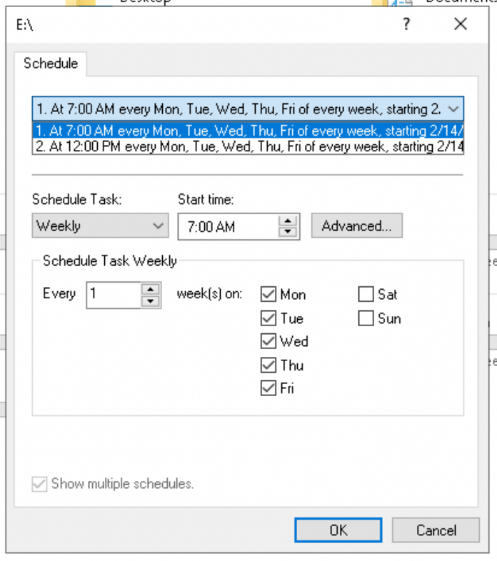 Desktop
Documents
E:\
?
Schedule
1. At 7:00 AM every Mon, Tue, Wed, Thu, Fri of every week, starting 2.
1. At 7:00 AM every Mon, Tue, Wed, Thu, Fri of every week, starting 2/14/
2. At 12:00 PM every Mon, Tue, Wed, Thu, Fri of every week, starting 2/14
Schedule Task: Start time:
Weekly 7:00 AM Advanced...
Schedule Task Weekly
Every 1 week(s) on: Mon Sat
Tue Sun
Wed
Thu
Fri
Show multiple schedules.
OK Cancel